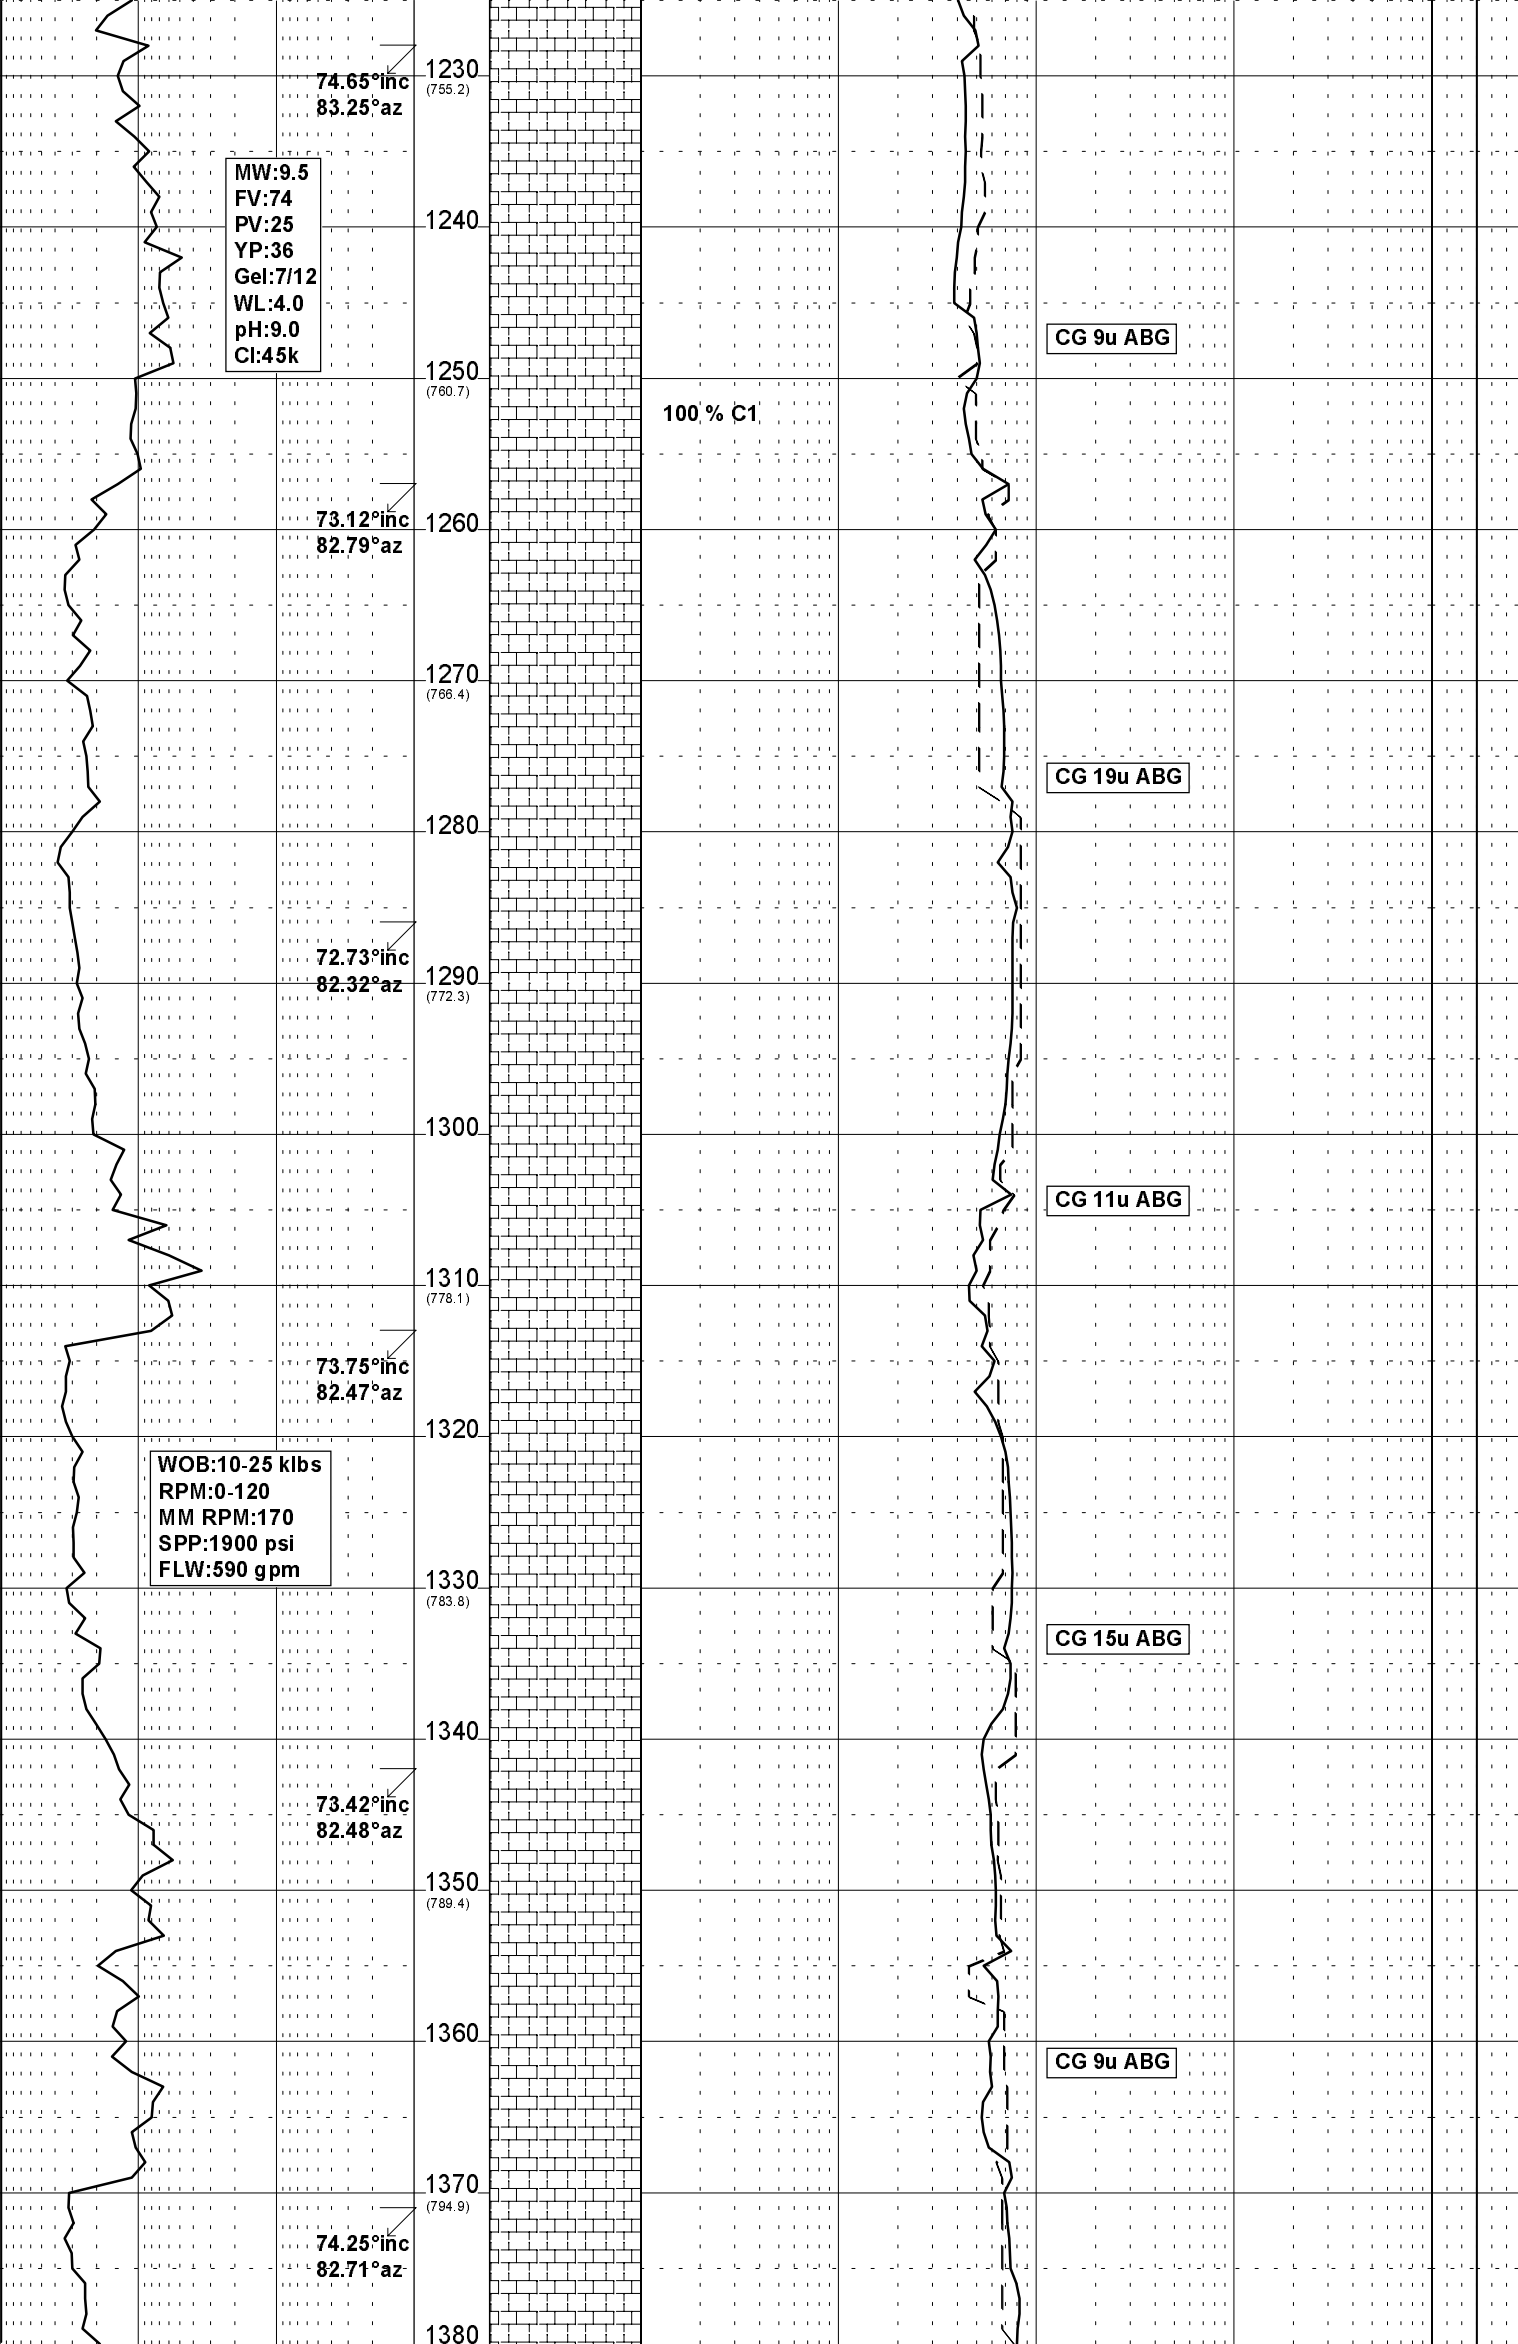 1230
(755.2)
74.65°inc
83.25°az
MW:9.5
FV:74
PV:25
YP:36
Gel:7/12
WL:4.0
pH:9.0
Cl:45k
1240
CG 9u ABG
1250
(760.7)
100 % C1
73.12°inc
82.79°az
1260
1270
(766.4)
CG 19u ABG
1280
72.73°inc
82.32°az
1290
(772.3)
1300
CG 11u ABG
1310
(778.1)
73.75°inc
82.47°az
1320
WOB:10-25 klbs
RPM:0-120
MM RPM:170
SPP:1900 psi
FLW:590 gpm
1330
(783.8)
CG 15u ABG
1340
73.42°inc
82.48°az
1350
(789.4)
1360
CG 9u ABG
1370
(794.9)
74.25°inc
82.71°az
1380